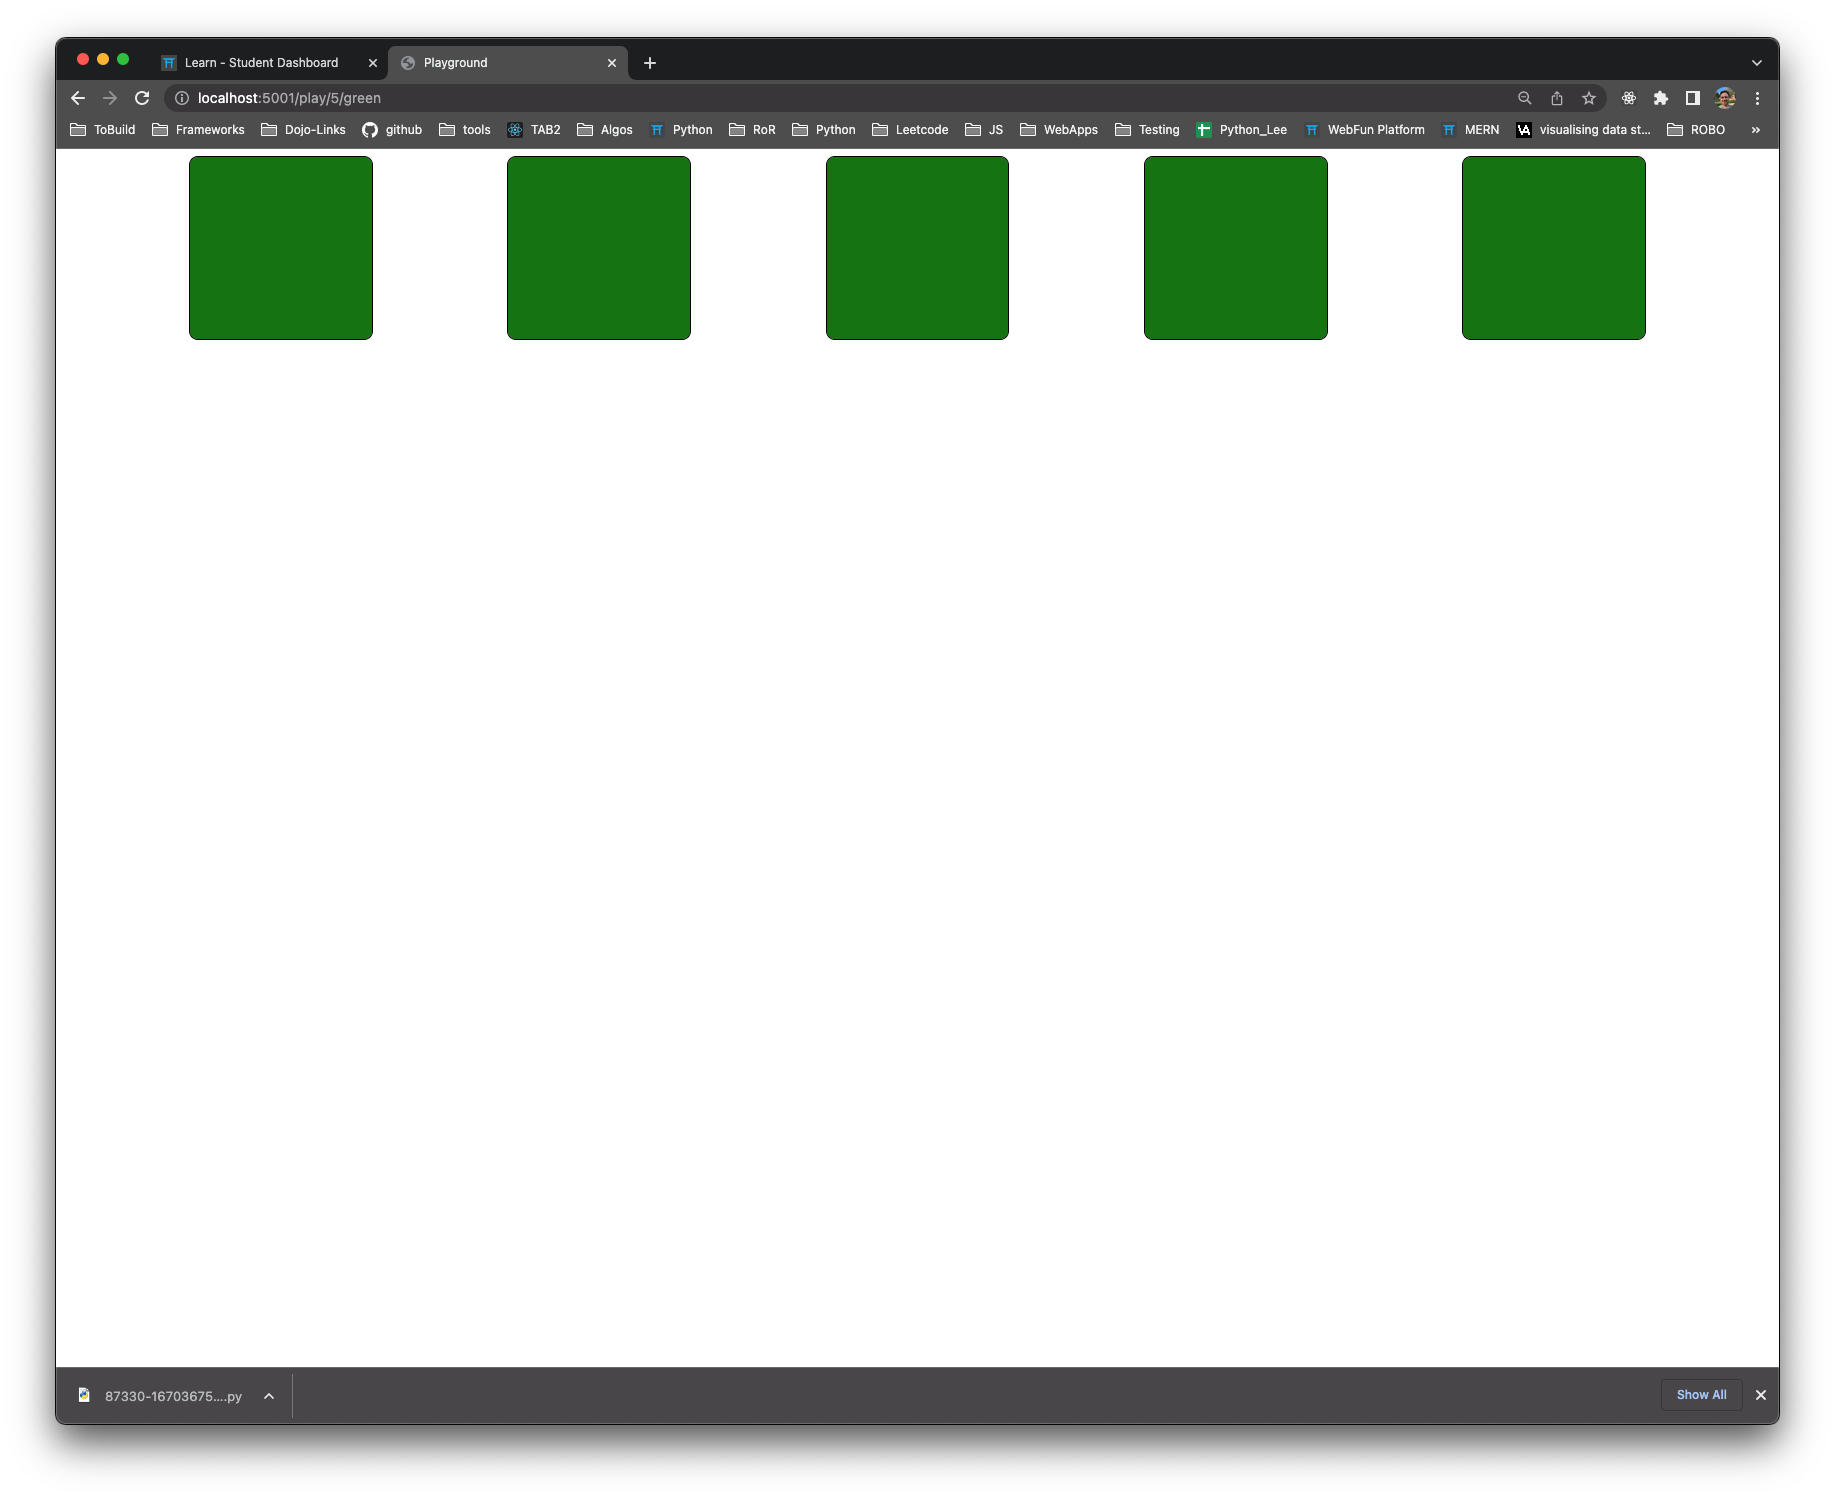 Learn - Student Dashboard
Playground
localhost:5001/play/5/green
ToBuild Frameworks Dojo-Links github tools TAB2 Algos Python RoR Python Leetcode JS WebApps Testing Python_Lee WebFun Platform MERN visualising data st... ROBO »
87330-16703675....py
Show All